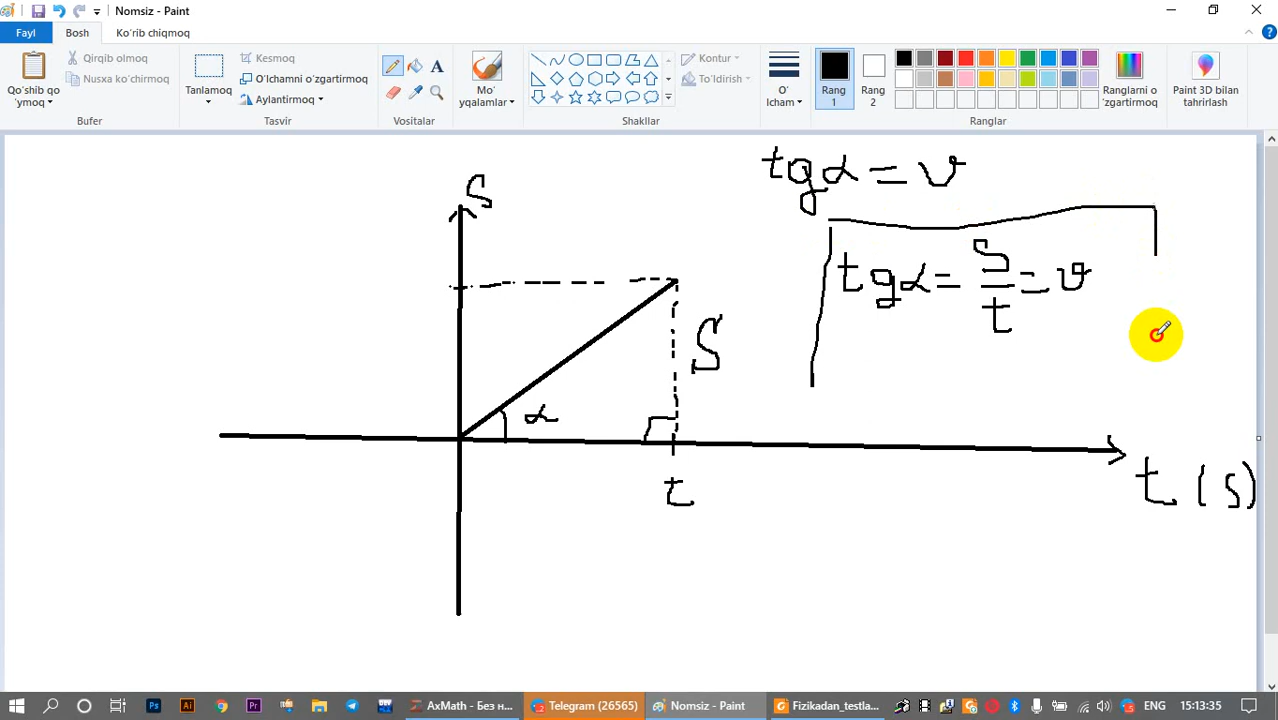 Nomsiz - Paint
Fayl Bosh Ko'rib chiqmoq
Qo'shib qo 'ymoq
Qirqib olmoq
Nusxa ko'chirmoq
Bufer
Tanlamoq
Kesmoq
O'lchamni o'zgartirmoq
Aylantirmoq
Tasvir
A
Vositalar
Mo' yqalamlar
Kontur
To'ldirish
Shakllar
O' lcham
Rang 1
Rang 2
Ranglarni o 'zgartirmoq
Ranglar
Paint 3D bilan tahrirlash
tgα = v
S
tgα = S/t = v
S
α
t
t (s)
AxMath - Без н
Telegram (26565)
Nomsiz - Paint
Fizikadan_testla...
ENG 15:13:35